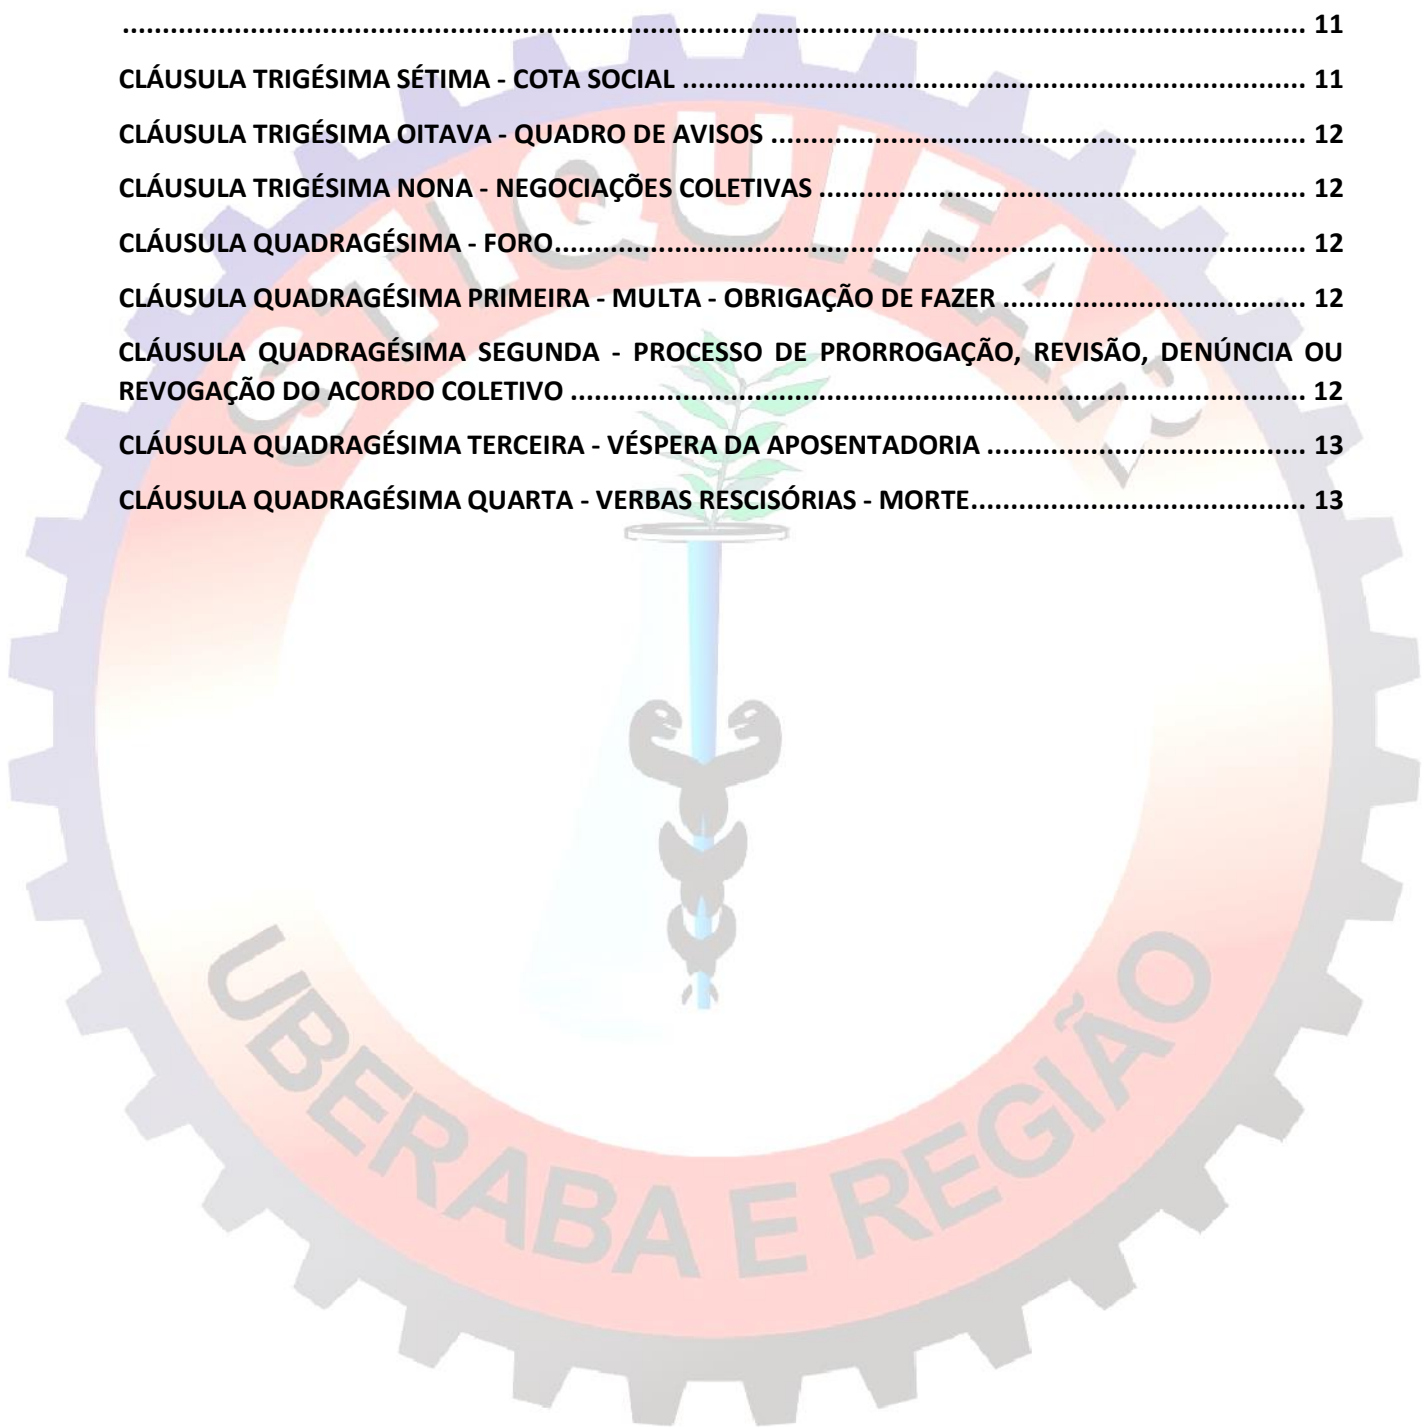 ........................................................................................................................................................ 11
CLÁUSULA TRIGÉSIMA SÉTIMA - COTA SOCIAL ................................................................................ 11
CLÁUSULA TRIGÉSIMA OITAVA - QUADRO DE AVISOS ..................................................................... 12
CLÁUSULA TRIGÉSIMA NONA - NEGOCIAÇÕES COLETIVAS ............................................................... 12
CLÁUSULA QUADRAGÉSIMA - FORO................................................................................................ 12
CLÁUSULA QUADRAGÉSIMA PRIMEIRA - MULTA - OBRIGAÇÃO DE FAZER ....................................... 12
CLÁUSULA QUADRAGÉSIMA SEGUNDA - PROCESSO DE PRORROGAÇÃO, REVISÃO, DENÚNCIA OU
REVOGAÇÃO DO ACORDO COLETIVO .............................................................................................. 12
CLÁUSULA QUADRAGÉSIMA TERCEIRA - VÉSPERA DA APOSENTADORIA ......................................... 13
CLÁUSULA QUADRAGÉSIMA QUARTA - VERBAS RESCISÓRIAS - MORTE........................................... 13
STIQUIFAR
UBERABA E REGIÃO